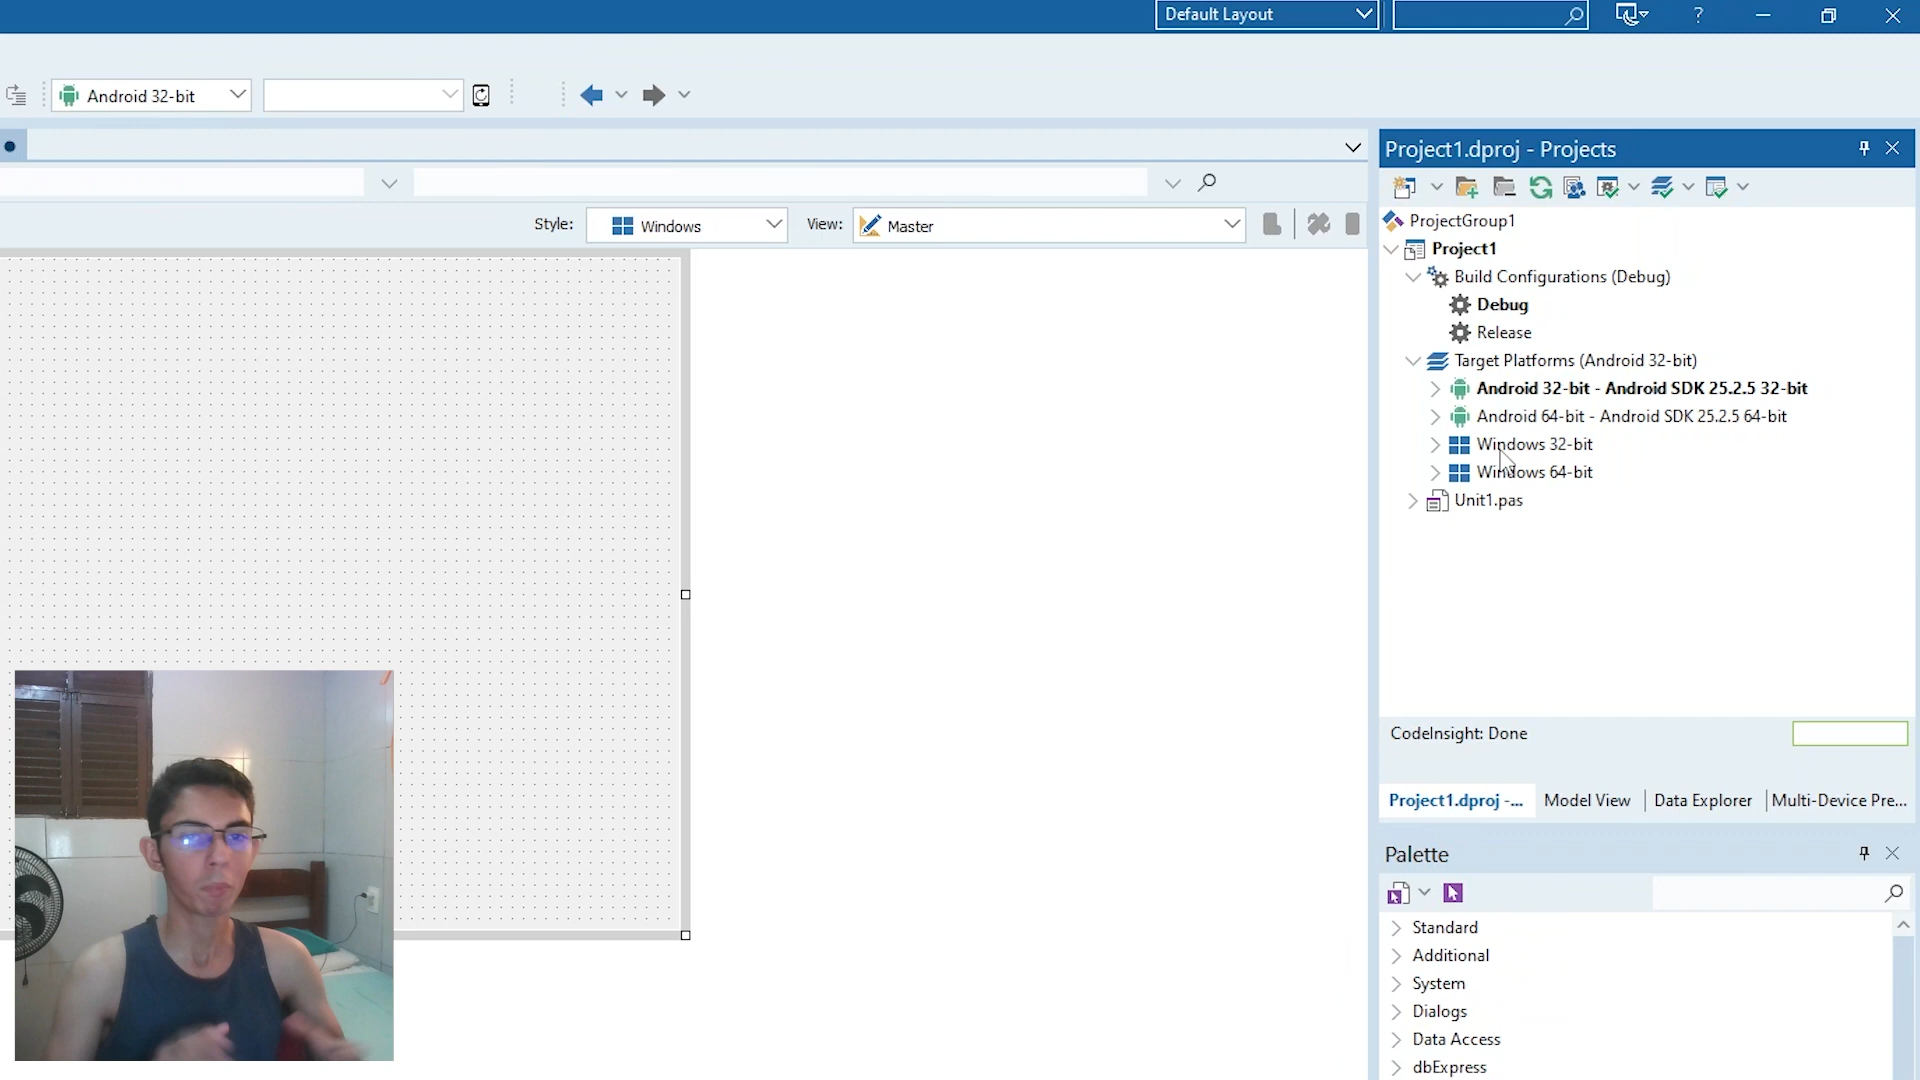 Default Layout
?
Android 32-bit
Project1.dproj - Projects
Style: Windows View: Master
ProjectGroup1
Project1
Build Configurations (Debug)
Debug
Release
Target Platforms (Android 32-bit)
Android 32-bit - Android SDK 25.2.5 32-bit
Android 64-bit - Android SDK 25.2.5 64-bit
Windows 32-bit
Windows 64-bit
Unit1.pas
CodeInsight: Done
Project1.dproj -... Model View Data Explorer Multi-Device Pre...
Palette
Standard
Additional
System
Dialogs
Data Access
dbExpress